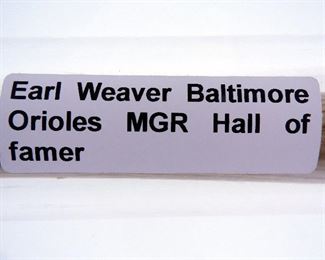 Earl Weaver Baltimore
Orioles MGR Hall of
famer